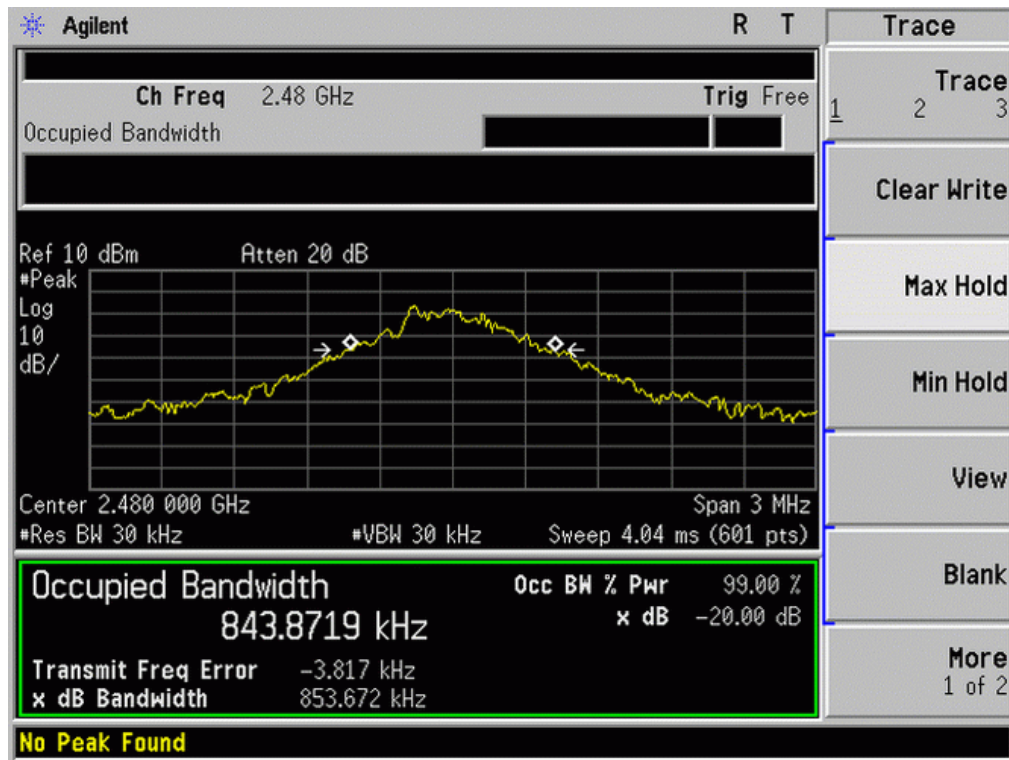 Agilent R T Trace
Ch Freq 2.48 GHz Trig Free
Occupied Bandwidth
Trace
1 2 3
Clear Write
Ref 10 dBm Atten 20 dB
#Peak
Log
10
dB/
Max Hold
Min Hold
View
Center 2.480 000 GHz Span 3 MHz
#Res BW 30 kHz #VBW 30 kHz Sweep 4.04 ms (601 pts)
Occupied Bandwidth Occ BW % Pwr 99.00 %
843.8719 kHz x dB -20.00 dB
Transmit Freq Error -3.817 kHz
x dB Bandwidth 853.672 kHz
Blank
More
1 of 2
No Peak Found